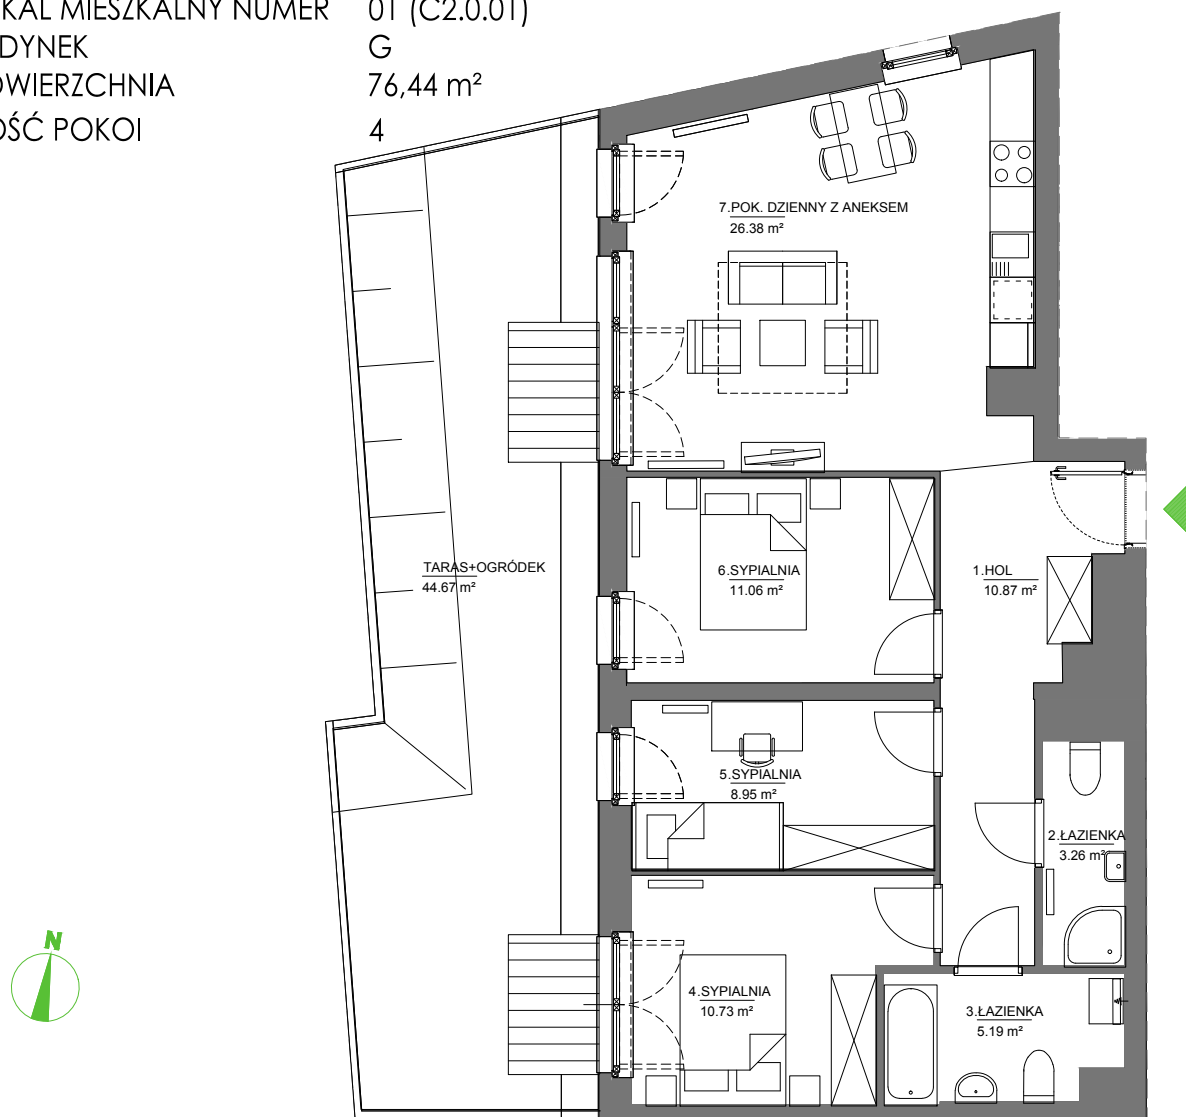 KAL MIESZKALNY NUMER 01 (C2.0.01)
DYNEK G
OWIERZCHNIA 76,44 m²
OŚĆ POKOI 4
7.POK. DZIENNY Z ANEKSEM
26.38 m²
TARAS+OGRÓDEK
44.67 m²
6.SYPIALNIA
11.06 m²
1.HOL
10.87 m²
5.SYPIALNIA
8.95 m²
2.ŁAZIENKA
3.26 m²
N
4.SYPIALNIA
10.73 m²
3.ŁAZIENKA
5.19 m²